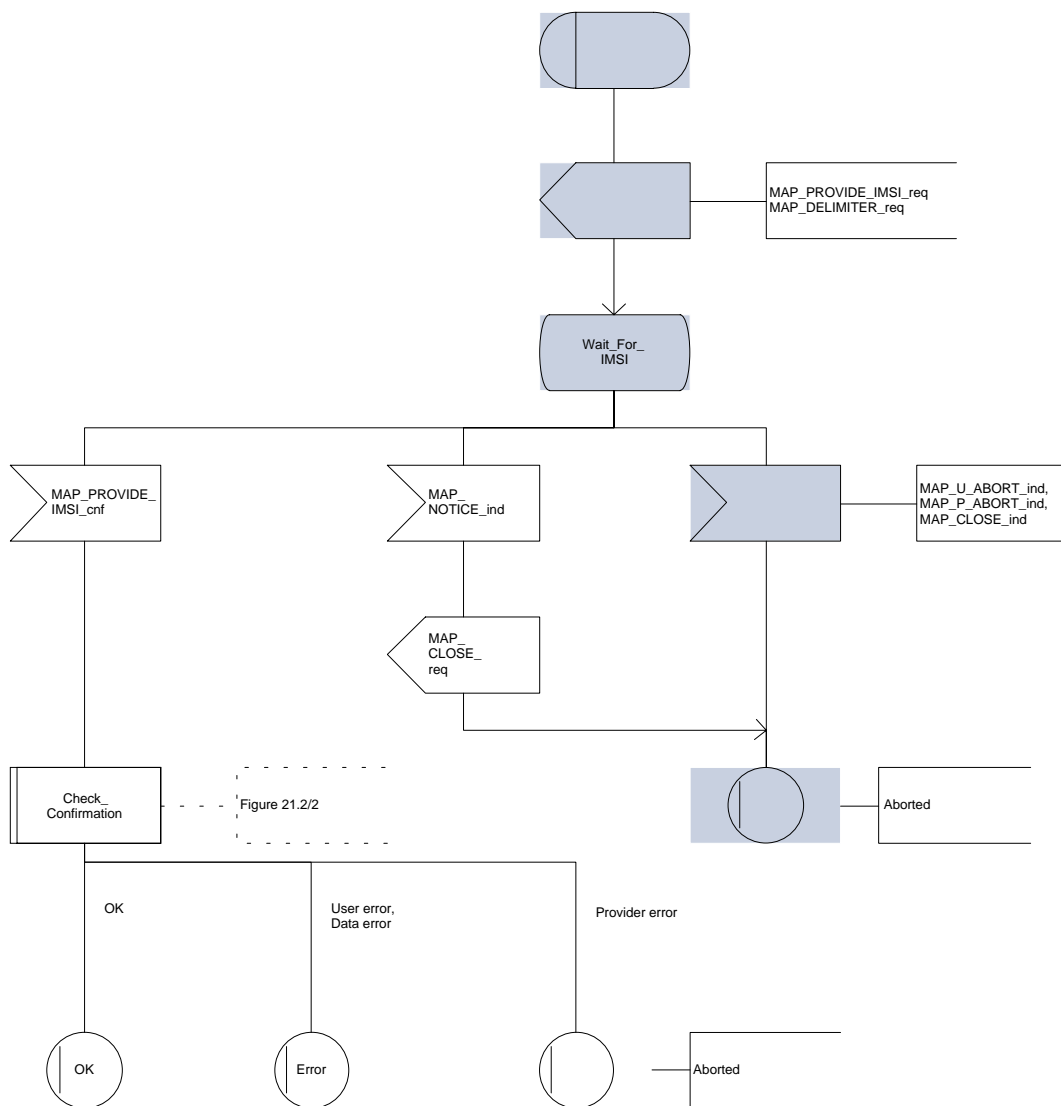 MAP_PROVIDE_IMSI_req
MAP_DELIMITER_req
Wait_For_
IMSI
MAP_PROVIDE_
IMSI_cnf
MAP_
NOTICE_ind
MAP_U_ABORT_ind,
MAP_P_ABORT_ind,
MAP_CLOSE_ind
MAP_
CLOSE_
req
Check_
Confirmation
Figure 21.2/2
Aborted
OK
User error,
Data error
Provider error
OK
Error
Aborted